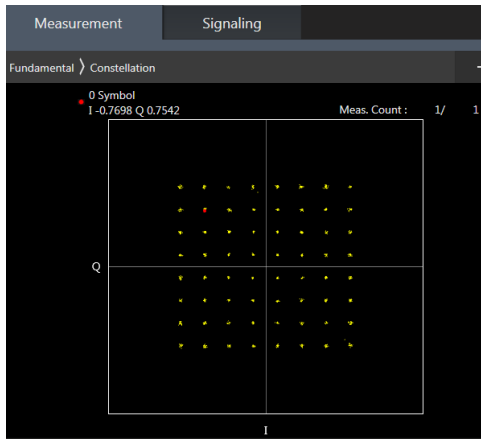 Measurement Signaling
Fundamental ⟩ Constellation
0 Symbol
I -0.7698 Q 0.7542 Meas. Count : 1/ 1
Q
I